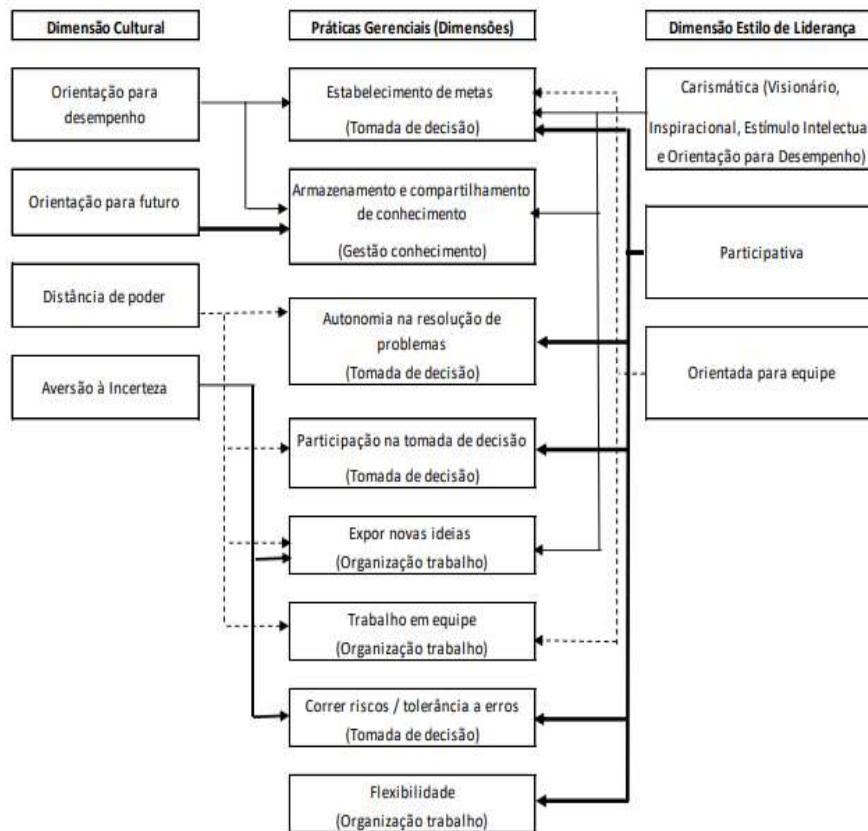 Dimensão Cultural
Práticas Gerenciais (Dimensões)
Dimensão Estilo de Liderança
Orientação para
desempenho
Orientação para futuro
Distância de poder
Aversão à Incerteza
Estabelecimento de metas
(Tomada de decisão)
Armazenamento e compartilhamento
de conhecimento
(Gestão conhecimento)
Autonomia na resolução de
problemas
(Tomada de decisão)
Participação na tomada de decisão
(Tomada de decisão)
Expor novas ideias
(Organização trabalho)
Trabalho em equipe
(Organização trabalho)
Correr riscos / tolerância a erros
(Tomada de decisão)
Flexibilidade
(Organização trabalho)
Carismática (Visionário,
Inspiracional, Estímulo Intelectua
e Orientação para Desempenho)
Participativa
Orientada para equipe